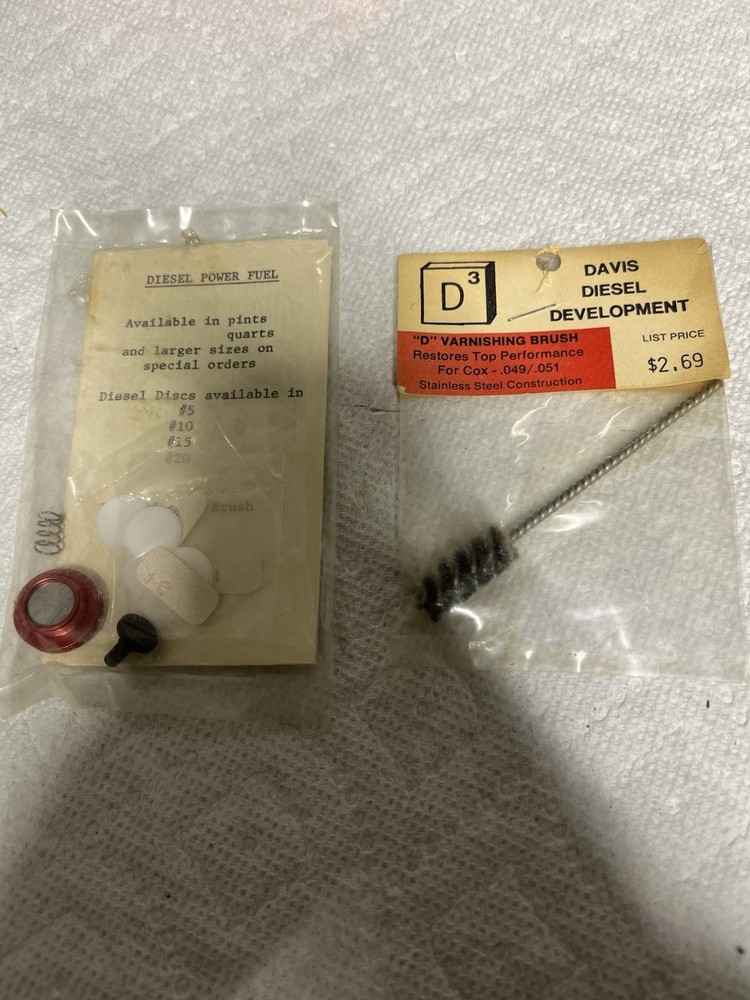 DIESEL POWER FUEL
Available in pints
quarts
and larger sizes on
special orders
Diesel Discs available in
#5
#10
#15
#20
Brush
D3
DAVIS
DIESEL
DEVELOPMENT
"D" VARNISHING BRUSH
Restores Top Performance
For Cox - .049/.051
Stainless Steel Construction
LIST PRICE
$2.69